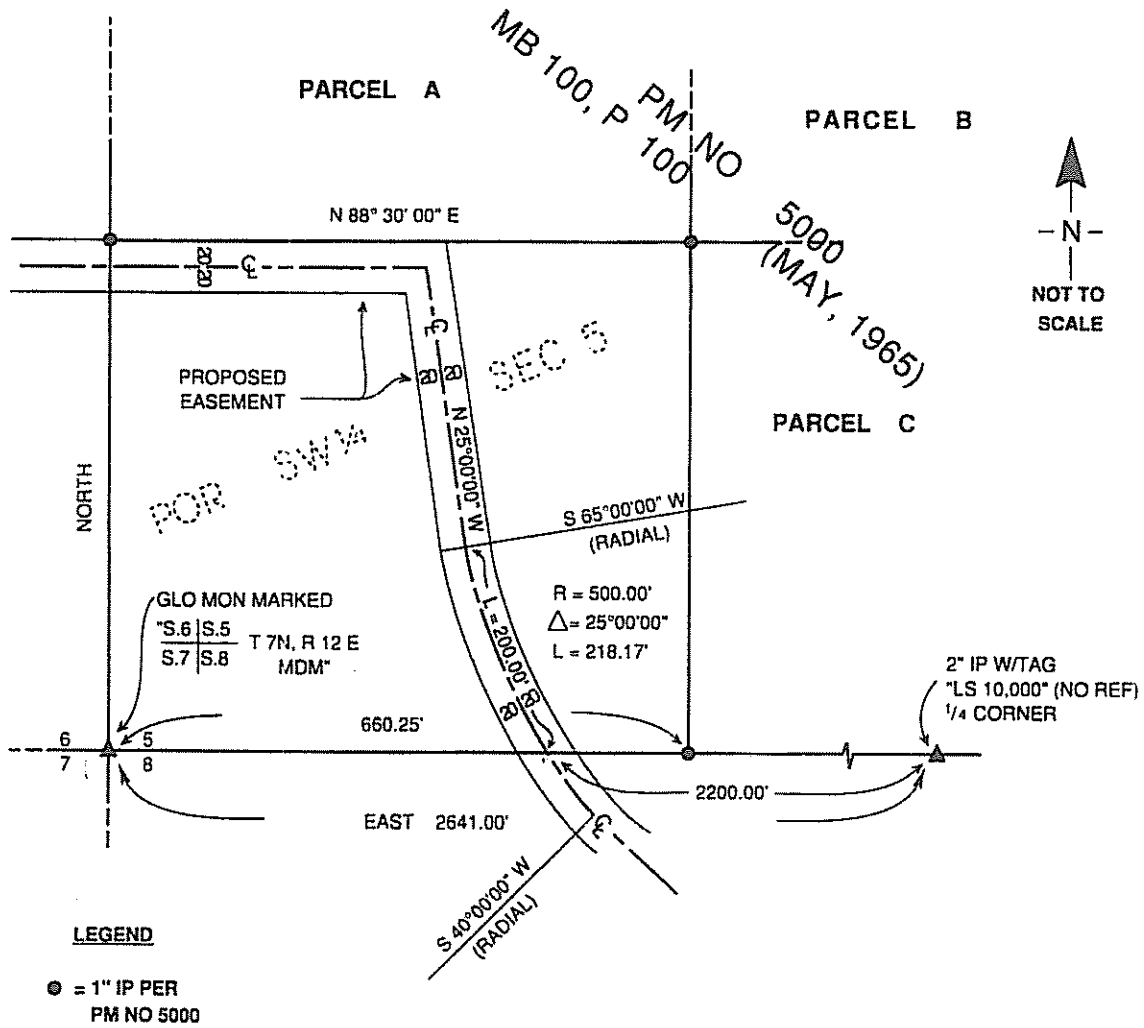 MB 100, P 100
PM NO 5000
(MAY, 1965)
PARCEL A
PARCEL B
N 88° 30' 00" E
20 20
℄
-N-
NOT TO
SCALE
℄
PROPOSED
EASEMENT
20 20
SEC 5
N 25°00'00" W
PARCEL C
POR SW ¼
NORTH
S 65°00'00" W
(RADIAL)
GLO MON MARKED
"S.6 S.5
S.7 S.8
T 7N, R 12 E
MDM"
L = 200.00'
R = 500.00'
△ = 25°00'00"
L = 218.17'
20 20
2" IP W/TAG
"LS 10,000" (NO REF)
1/4 CORNER
660.25'
6 5
7 8
2200.00'
EAST 2641.00'
℄
S 40°00'00" W
(RADIAL)
LEGEND
= 1" IP PER
PM NO 5000